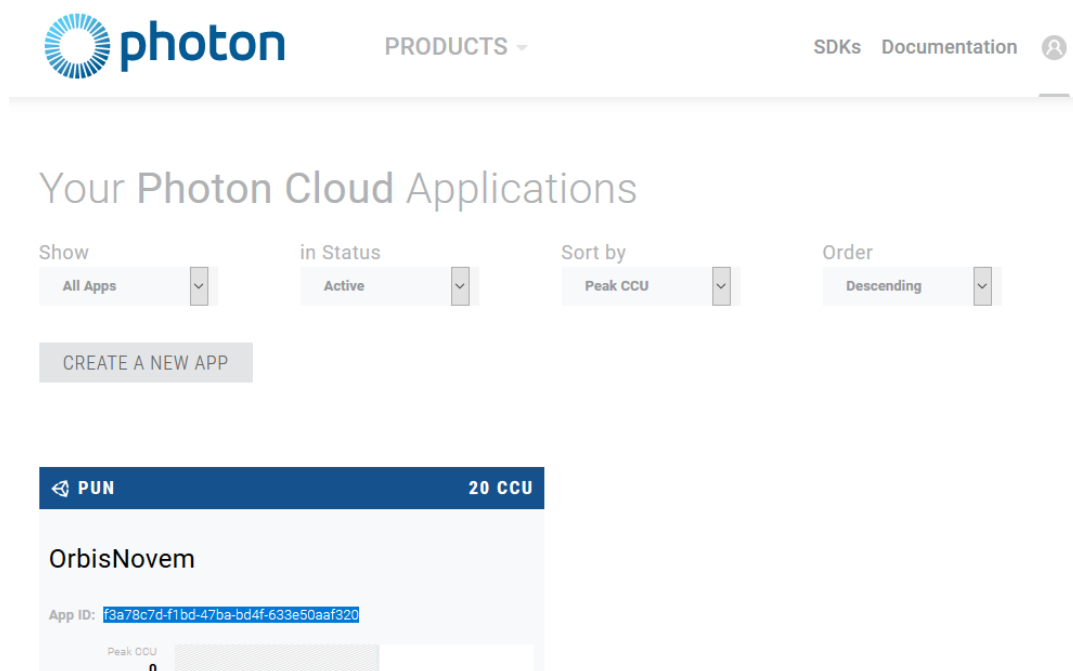 photon
PRODUCTS
SDKs Documentation
Your Photon Cloud Applications
Show in Status Sort by Order
All Apps Active Peak CCU Descending
CREATE A NEW APP
PUN 20 CCU
OrbisNovem
App ID: f3a78c7d-f1bd-47ba-bd4f-633e50aaf320
Peak CCU
0